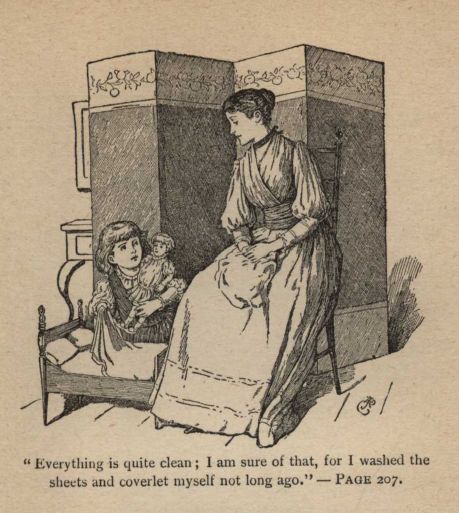 “ Everything is quite clean ; I am sure of that, for I washed the
sheets and coverlet myself not long ago.” — PAGE 207.